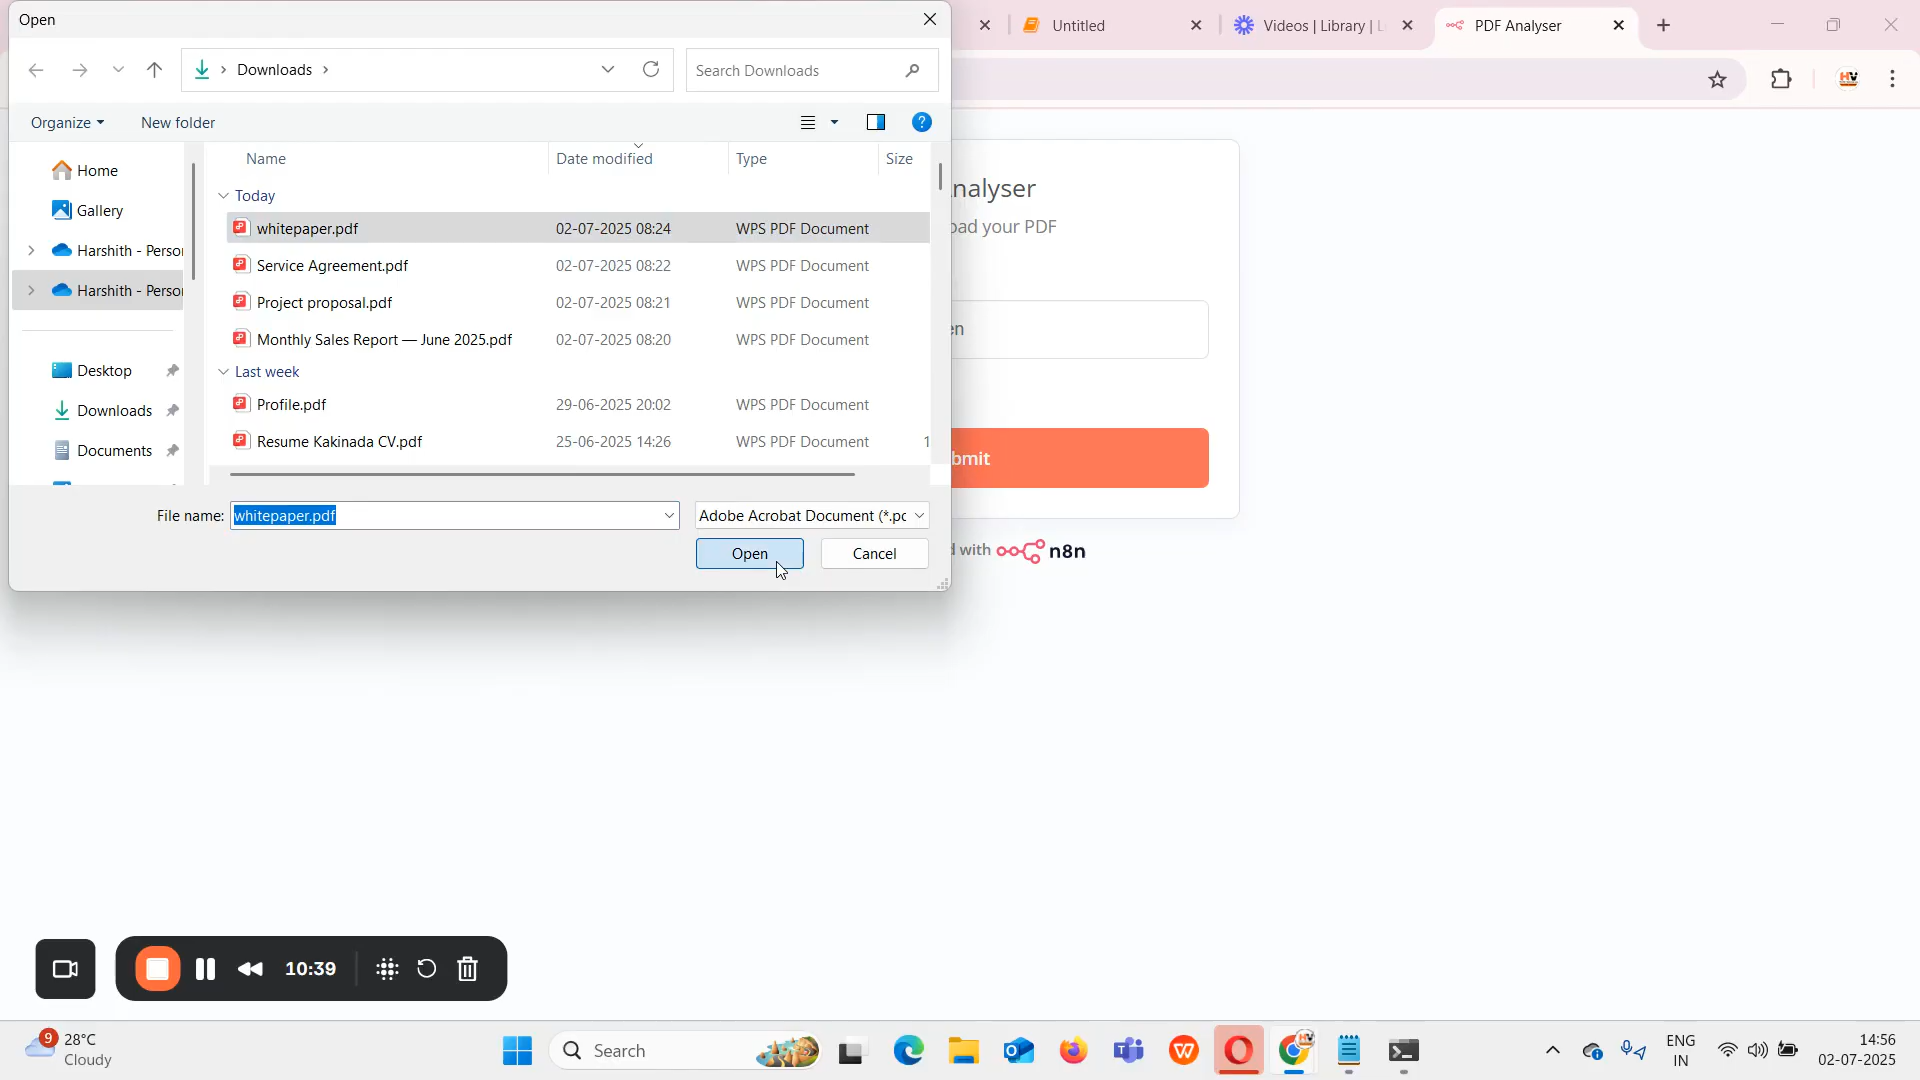 Open
Untitled
Videos | Library | L
PDF Analyser
Downloads
Search Downloads
Organize
New folder
Name
Date modified
Type
Size
Home
Gallery
Harshith - Person
Harshith - Person
Desktop
Downloads
Documents
Today
whitepaper.pdf 02-07-2025 08:24 WPS PDF Document
Service Agreement.pdf 02-07-2025 08:22 WPS PDF Document
Project proposal.pdf 02-07-2025 08:21 WPS PDF Document
Monthly Sales Report — June 2025.pdf 02-07-2025 08:20 WPS PDF Document
Last week
Profile.pdf 29-06-2025 20:02 WPS PDF Document
Resume Kakinada CV.pdf 25-06-2025 14:26 WPS PDF Document 1
File name: whitepaper.pdf
Adobe Acrobat Document (*.pc
Open
Cancel
nalyser
oad your PDF
en
bmit
d with n8n
10:39
9
28°C
Cloudy
Search
ENG
IN
14:56
02-07-2025